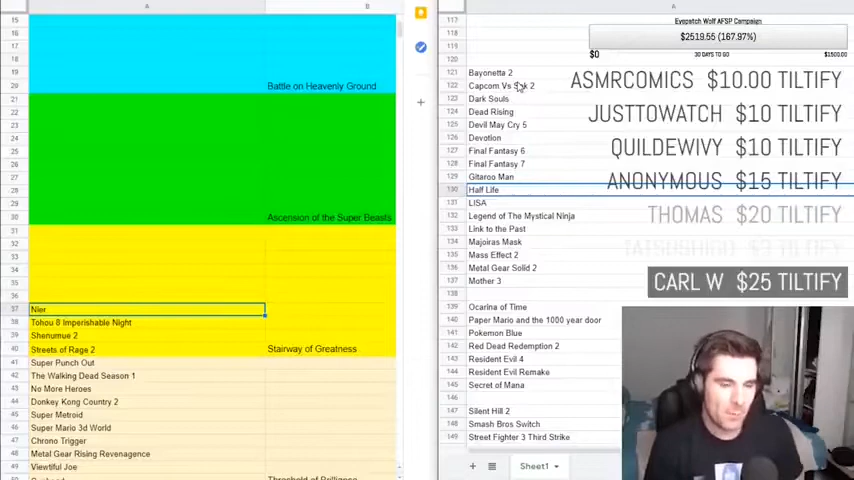 A
B
15
16
17
18
19
20 Battle on Heavenly Ground
21
22
23
24
25
26
27
28
29
30 Ascension of the Super Beasts
31
32
33
34
35
36
37 Nier
38 Tohou 8 Imperishable Night
39 Shenumue 2
40 Streets of Rage 2 Stairway of Greatness
41 Super Punch Out
42 The Walking Dead Season 1
43 No More Heroes
44 Donkey Kong Country 2
45 Super Metroid
46 Super Mario 3d World
47 Chrono Trigger
48 Metal Gear Rising Revenagence
49 Viewtiful Joe
A
117
118
119
120
121 Bayonetta 2
122 Capcom Vs 2
123 Dark Souls
124 Dead Rising
125 Devil May Cry 5
126 Devotion
127 Final Fantasy 6
128 Final Fantasy 7
129 Gitaroo Man
130 Half Life
131 LISA
132 Legend of The Mystical Ninja
133 Link to the Past
134 Majoiras Mask
135 Mass Effect 2
136 Metal Gear Solid 2
137 Mother 3
138
139 Ocarina of Time
140 Paper Mario and the 1000 year door
141 Pokemon Blue
142 Red Dead Redemption 2
143 Resident Evil 4
144 Resident Evil Remake
145 Secret of Mana
146
147 Silent Hill 2
148 Smash Bros Switch
149 Street Fighter 3 Third Strike
Sheet1
Eyepatch Wolf AFSP Campaign
$2519.55 (167.97%)
$0 30 DAYS TO GO $1500.00
ASMRCOMICS $10.00 TILTIFY
JUSTTOWATCH $10 TILTIFY
QUILDEWIVY $10 TILTIFY
ANONYMOUS $15 TILTIFY
THOMAS $20 TILTIFY
CARL W $25 TILTIFY